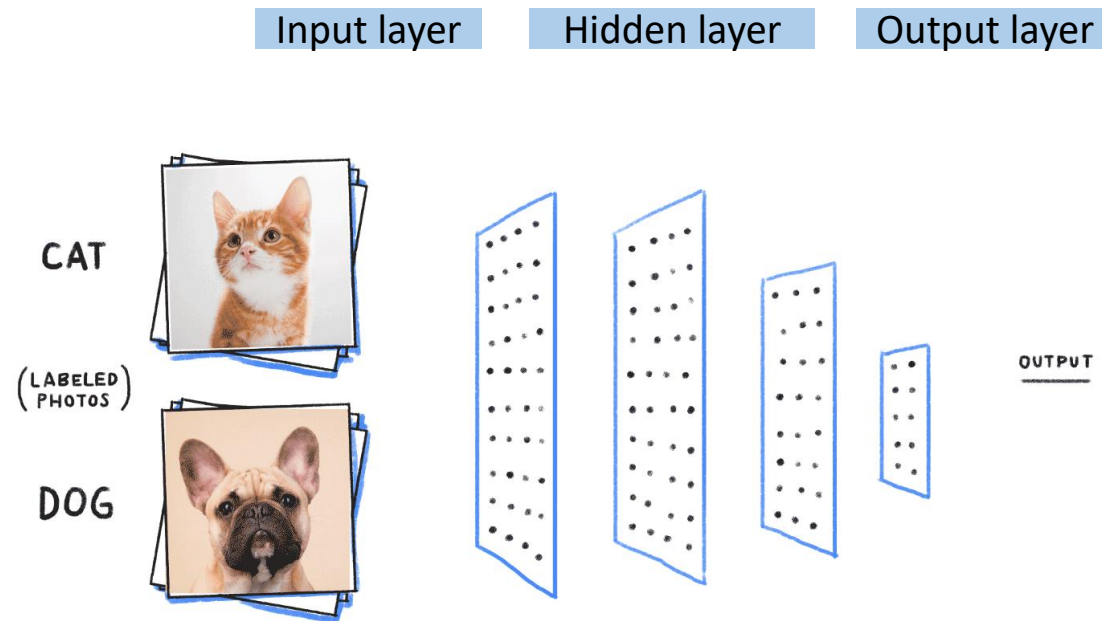 Input layer Hidden layer Output layer
CAT
(LABELED
PHOTOS)
OUTPUT
DOG